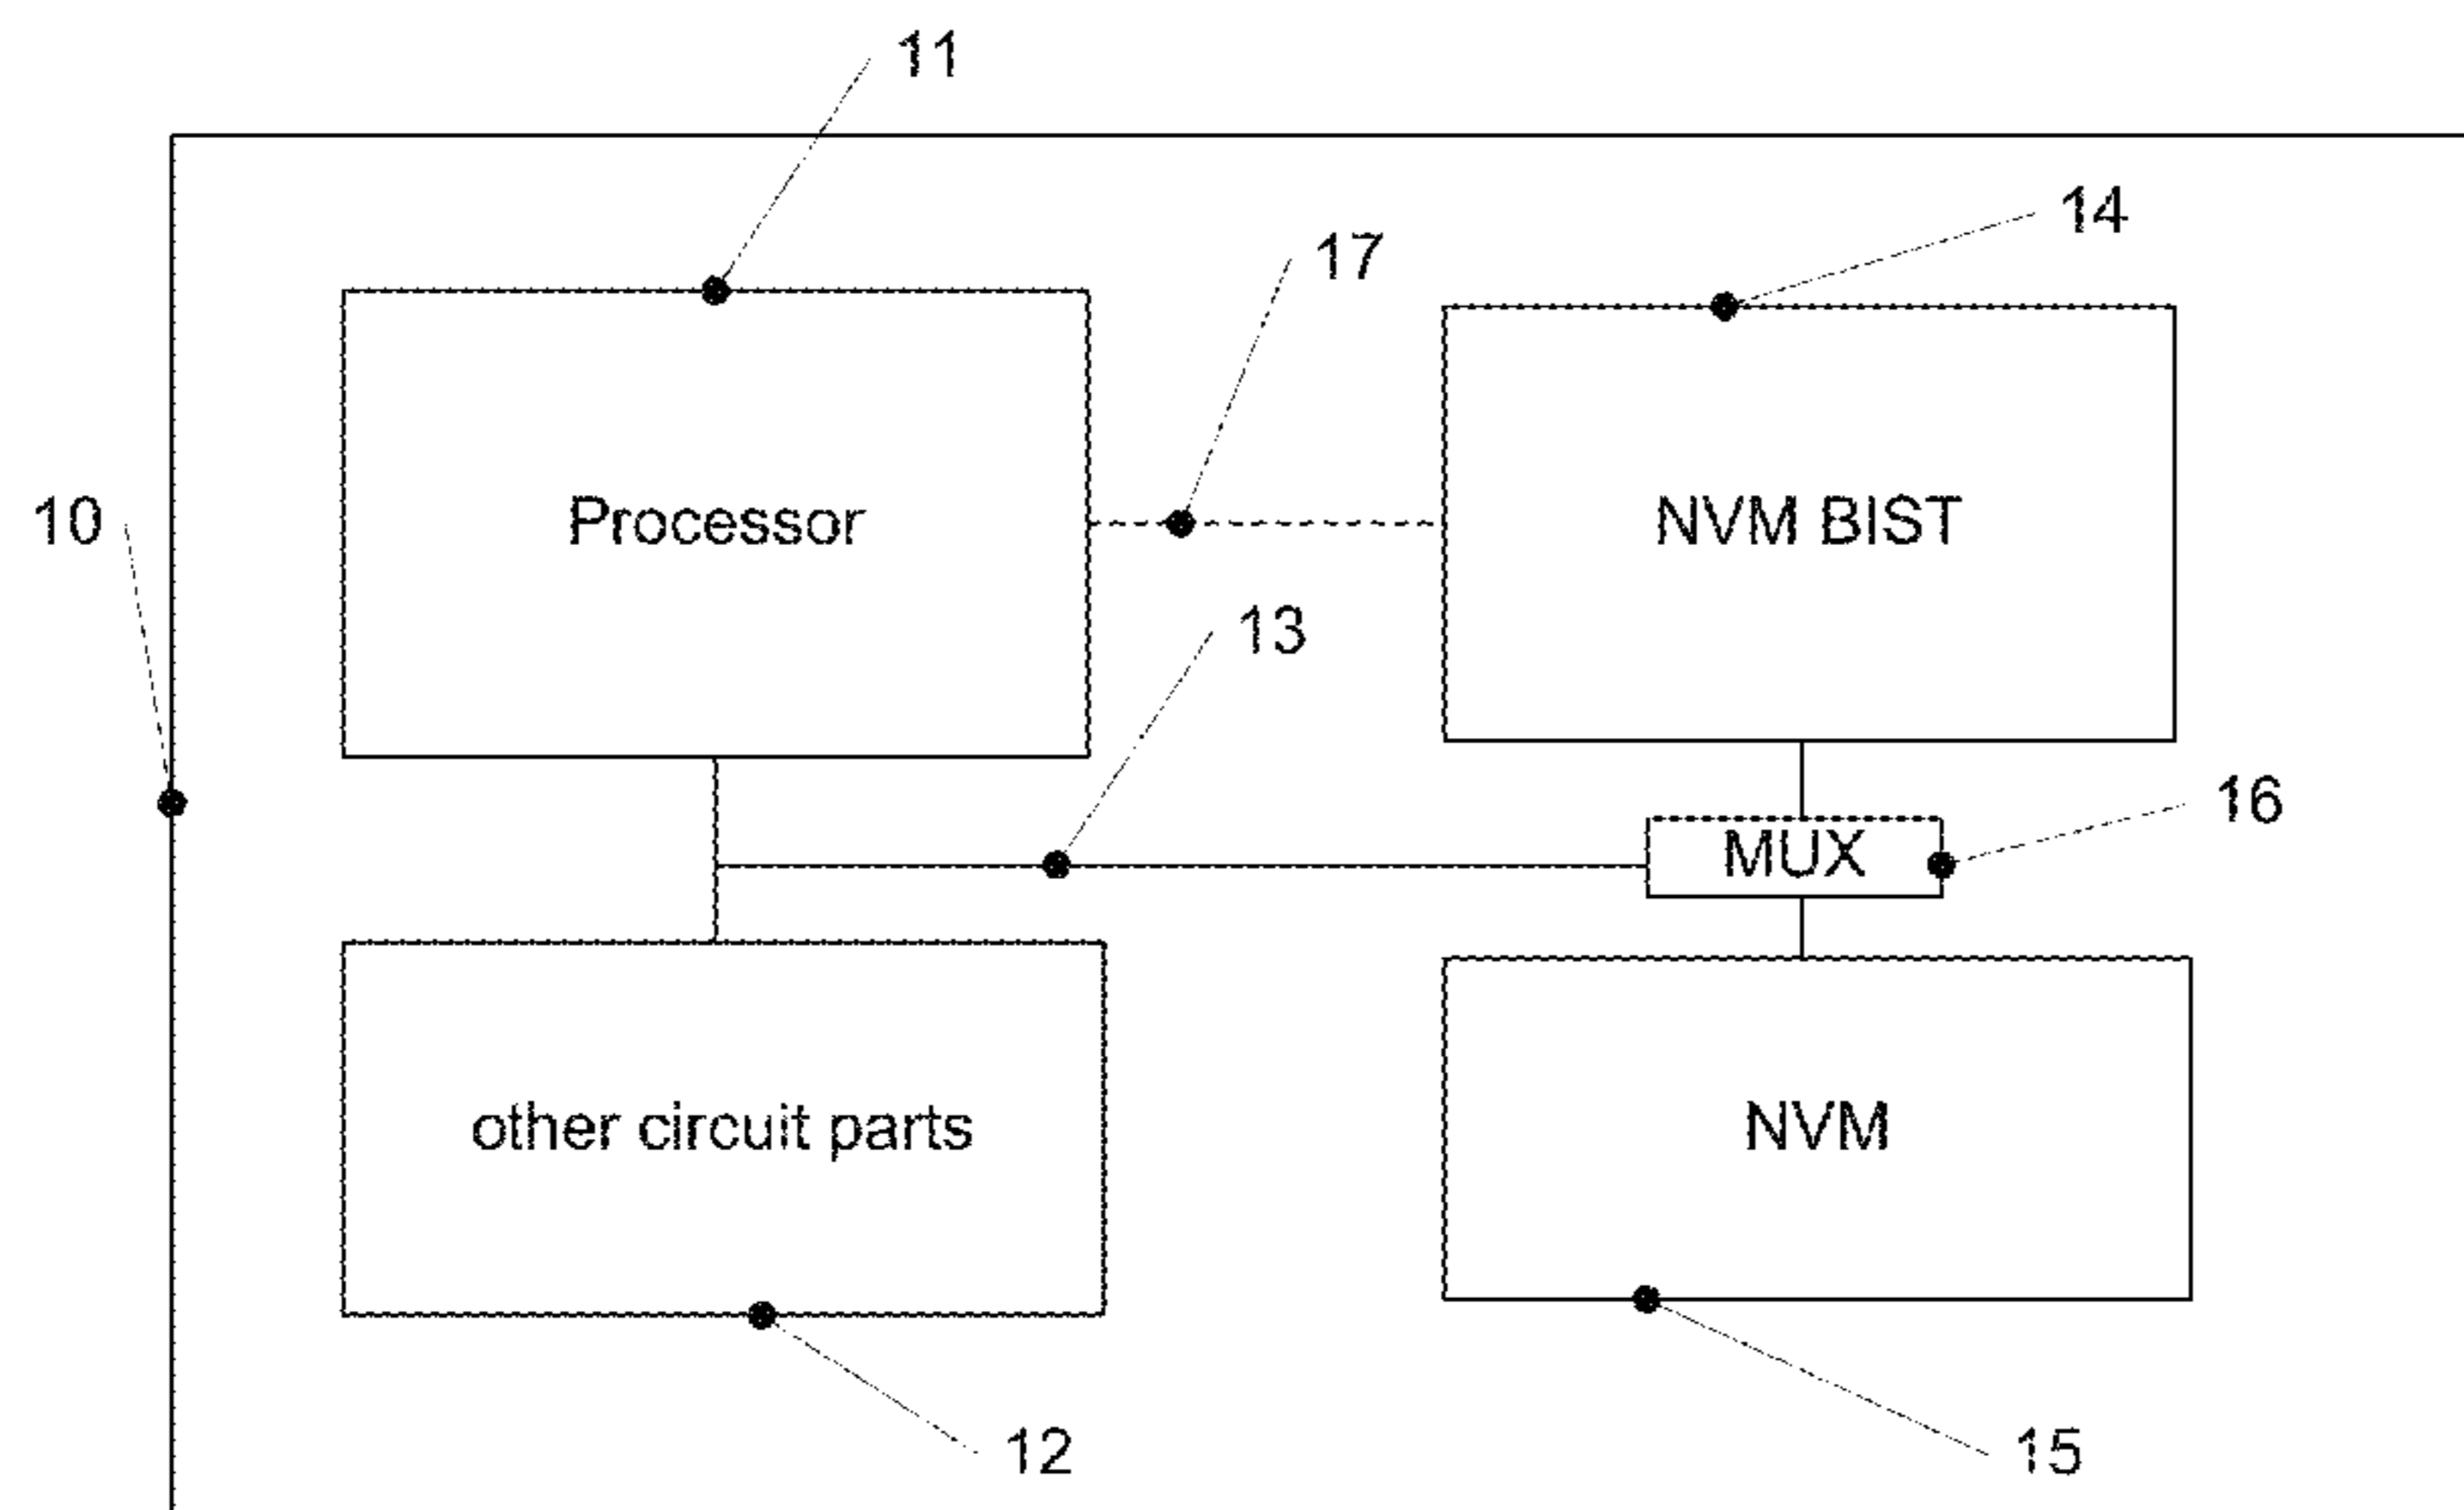 11
14
17
10
Processor
NVM BIST
13
16
MUX
other circuit parts
NVM
12
15